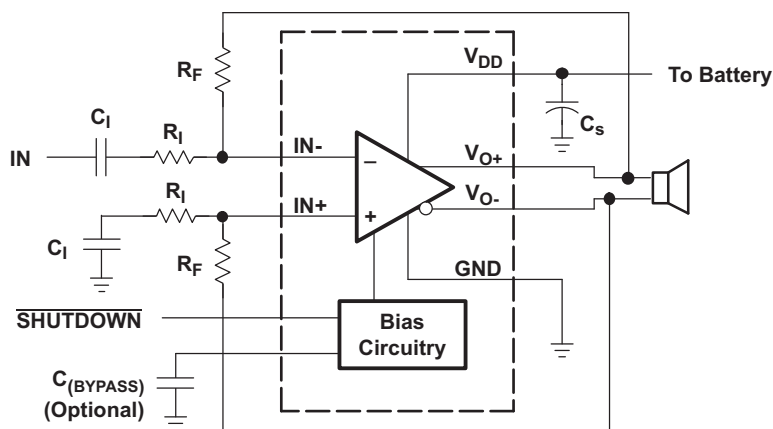 V_DD
R_F
To Battery
C_I
C_s
R_I
IN
IN-
−
V_O+
R_I
IN+
+
V_O-
C_I
R_F
GND
SHUTDOWN
Bias
Circuitry
C_(BYPASS)
(Optional)